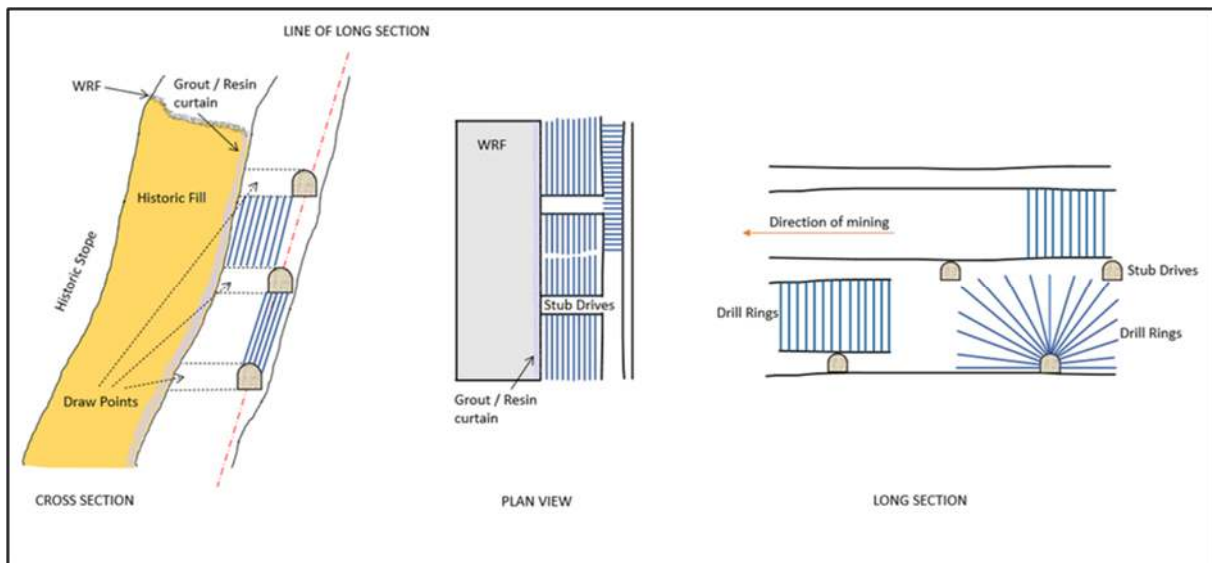 LINE OF LONG SECTION
WRF
Grout / Resin
curtain
Historic Fill
Historic Stope
Draw Points
CROSS SECTION
WRF
Stub Drives
Grout / Resin
curtain
PLAN VIEW
Direction of mining
Stub Drives
Drill Rings
Drill Rings
LONG SECTION